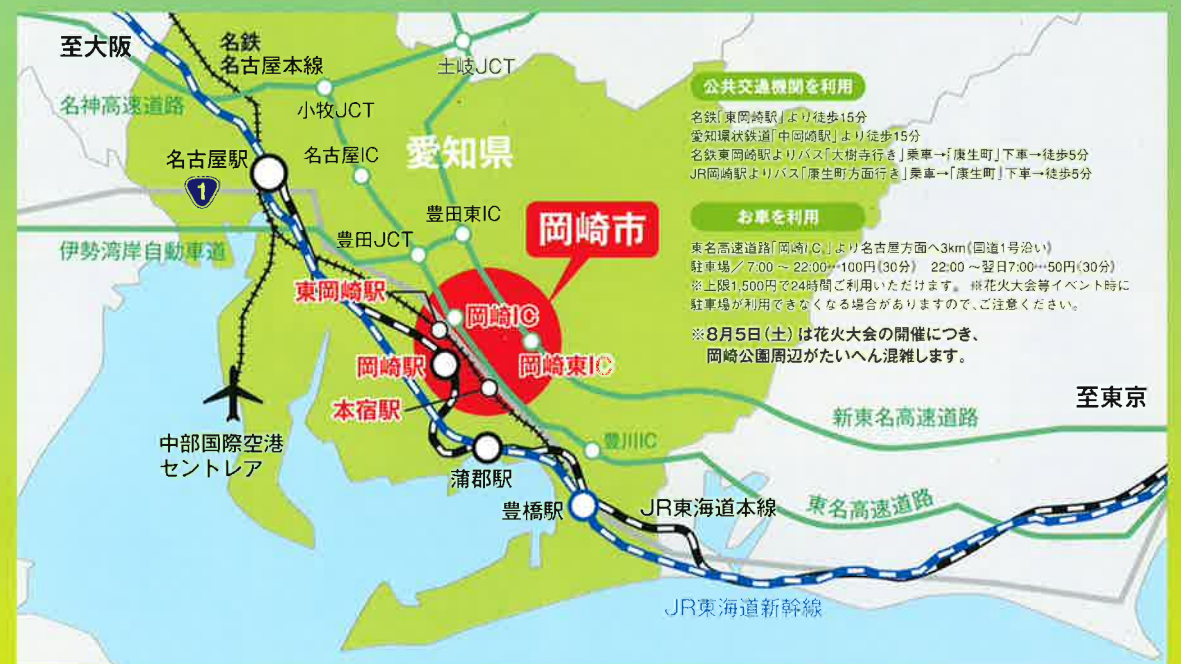 至大阪
名鉄
名古屋本線
土岐JCT
名神高速道路
小牧JCT
名古屋駅
名古屋IC
愛知県
1
豊田東IC
豊田JCT
伊勢湾岸自動車道
岡崎市
東岡崎駅
岡崎IC
岡崎駅
岡崎東IC
本宿駅
中部国際空港
セントレア
蒲郡駅
豊川IC
豊橋駅
JR東海道本線
東名高速道路
新東名高速道路
至東京
JR東海道新幹線
公共交通機関を利用
名鉄「東岡崎駅」より徒歩15分
愛知環状鉄道「中岡崎駅」より徒歩15分
名鉄東岡崎駅よりバス「大樹寺行き」乗車→「康生町」下車→徒歩5分
JR岡崎駅よりバス「康生町方面行き」乗車→「康生町」下車→徒歩5分
お車を利用
東名高速道路「岡崎I.C.」より名古屋方面へ3km(国道1号沿い)
駐車場/7:00~22:00…100円(30分) 22:00~翌日7:00…50円(30分)
※上限1,500円で24時間ご利用いただけます。 ※花火大会等イベント時に
駐車場が利用できなくなる場合がありますので、ご注意ください。
※8月5日(土)は花火大会の開催につき、
岡崎公園周辺がたいへん混雑します。